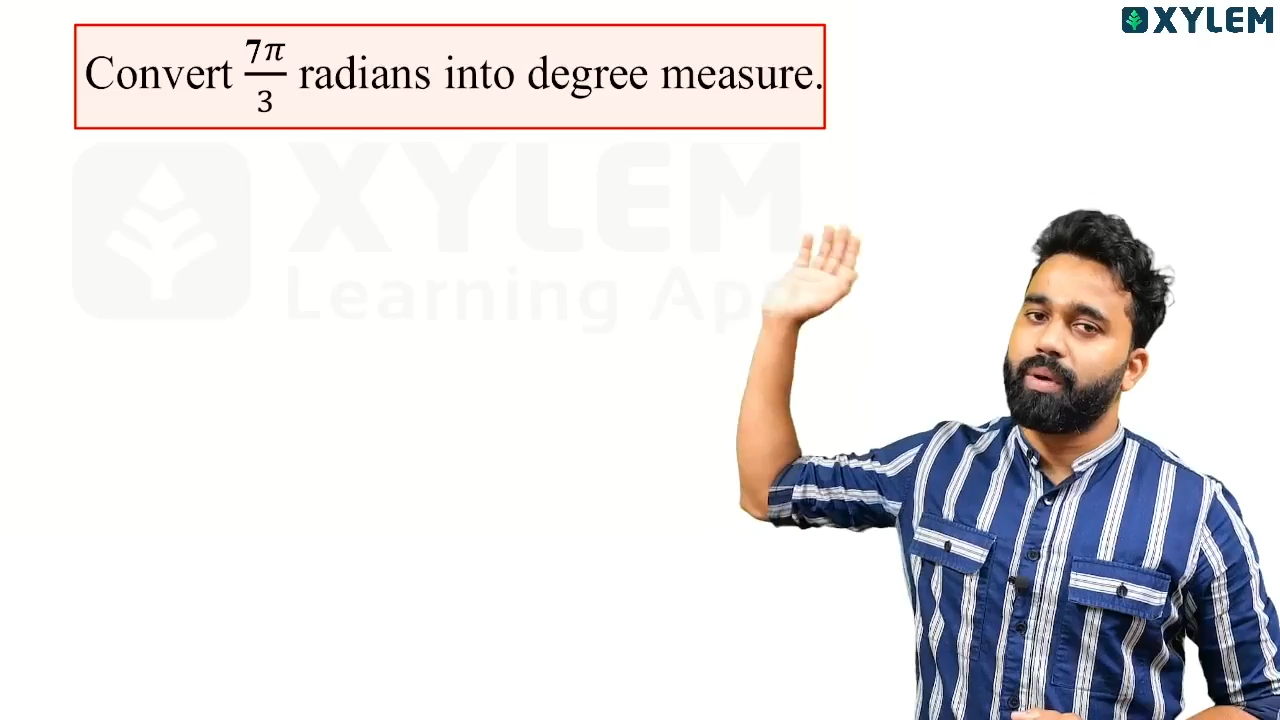 XYLEM
Convert 7𝜋/3 radians into degree measure.
XYLEM
Learning App